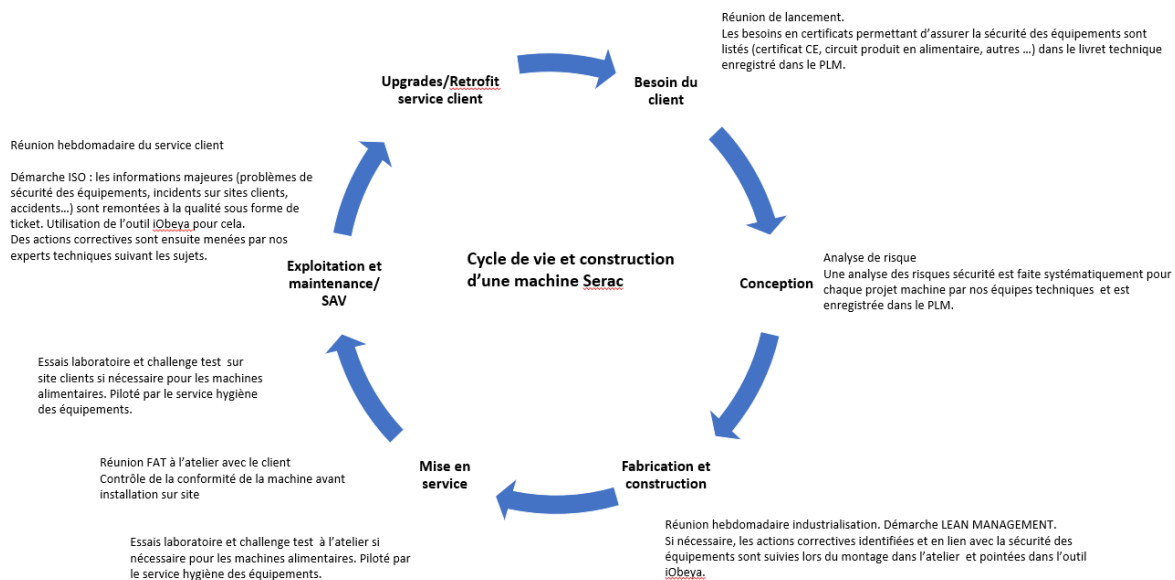 Réunion de lancement.
Les besoins en certificats permettant d’assurer la sécurité des équipements sont
listés (certificat CE, circuit produit en alimentaire, autres …) dans le livret technique
enregistré dans le PLM.
Upgrades/Retrofit
service client
Besoin du
client
Réunion hebdomadaire du service client
Démarche ISO : les informations majeures (problèmes de
sécurité des équipements, incidents sur sites clients,
accidents…) sont remontées à la qualité sous forme de
ticket. Utilisation de l’outil iObeya pour cela.
Des actions correctives sont ensuite menées par nos
experts techniques suivant les sujets.
Cycle de vie et construction
d’une machine Serac
Exploitation et
maintenance/
SAV
Conception
Analyse de risque
Une analyse des risques sécurité est faite systématiquement pour
chaque projet machine par nos équipes techniques et est
enregistrée dans le PLM.
Essais laboratoire et challenge test sur
site clients si nécessaire pour les machines
alimentaires. Piloté par le service hygiène
des équipements.
Réunion FAT à l’atelier avec le client
Contrôle de la conformité de la machine avant
installation sur site
Mise en
service
Fabrication et
construction
Essais laboratoire et challenge test à l’atelier si
nécessaire pour les machines alimentaires. Piloté par
le service hygiène des équipements.
Réunion hebdomadaire industrialisation. Démarche LEAN MANAGEMENT.
Si nécessaire, les actions correctives identifiées et en lien avec la sécurité des
équipements sont suivies lors du montage dans l’atelier et pointées dans l’outil
iObeya.